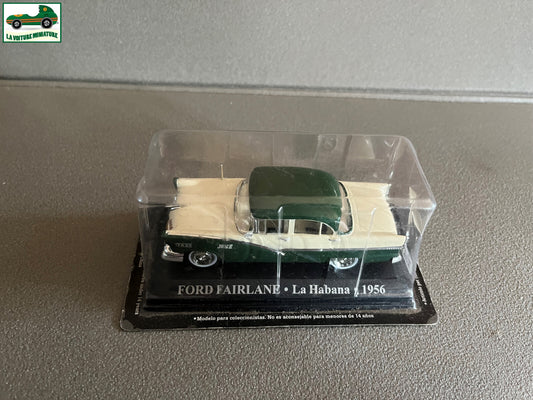 LA VOITURE MINIATURE
FORD FAIRLANE • La Habana 1956
• Modelo para coleccionistas. No es aconsejable para menores de 14 años.